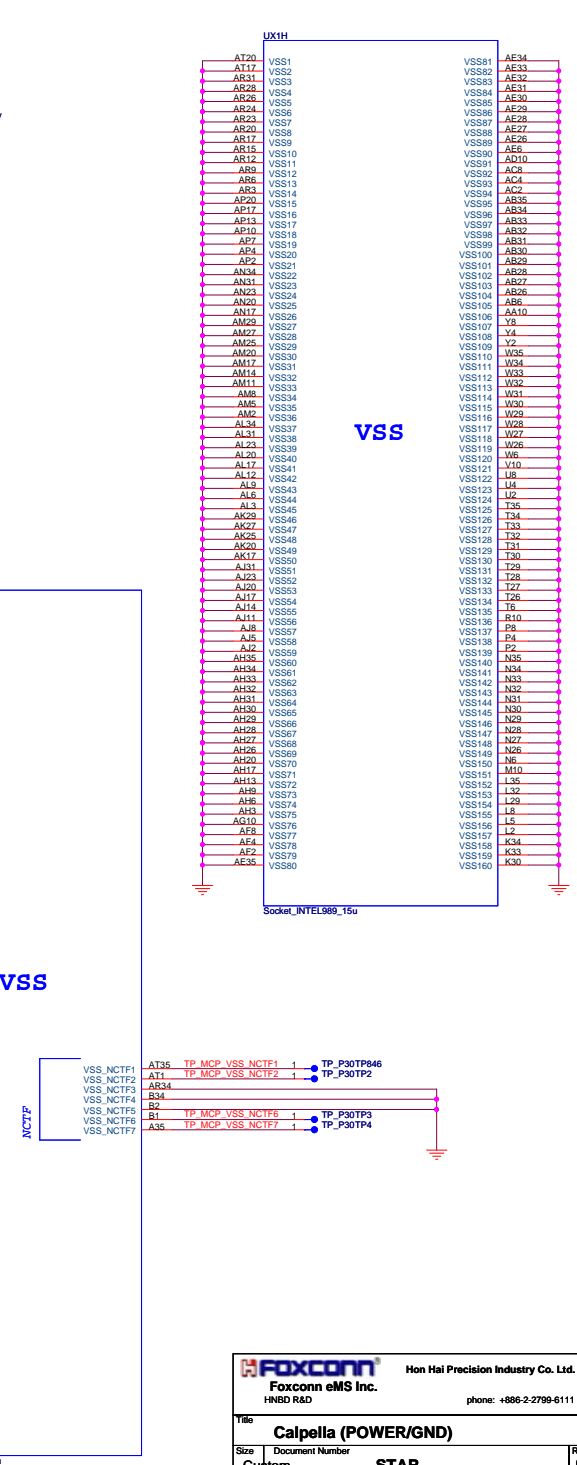 UX1H
AT20 VSS1 VSS81 AE34
AT17 VSS2 VSS82 AE33
AR31 VSS3 VSS83 AE32
AR28 VSS4 VSS84 AE31
AR26 VSS5 VSS85 AE30
AR24 VSS6 VSS86 AE29
AR23 VSS7 VSS87 AE28
AR20 VSS8 VSS88 AE27
AR17 VSS9 VSS89 AE26
AR15 VSS10 VSS90 AE6
AR12 VSS11 VSS91 AD10
AR9 VSS12 VSS92 AC8
AR6 VSS13 VSS93 AC4
AR3 VSS14 VSS94 AC2
AP20 VSS15 VSS95 AB35
AP17 VSS16 VSS96 AB34
AP13 VSS17 VSS97 AB33
AP10 VSS18 VSS98 AB32
AP7 VSS19 VSS99 AB31
AP4 VSS20 VSS100 AB30
AP2 VSS21 VSS101 AB29
AN34 VSS22 VSS102 AB28
AN31 VSS23 VSS103 AB27
AN23 VSS24 VSS104 AB26
AN20 VSS25 VSS105 AB6
AN17 VSS26 VSS106 AA10
AM29 VSS27 VSS107 Y8
AM27 VSS28 VSS108 Y4
AM25 VSS29 VSS109 Y2
AM20 VSS30 VSS110 W35
AM17 VSS31 VSS111 W34
AM14 VSS32 VSS112 W33
AM11 VSS33 VSS113 W32
AM8 VSS34 VSS114 W31
AM5 VSS35 VSS115 W30
AM2 VSS36 VSS116 W29
AL34 VSS37 VSS117 W28
AL31 VSS38 VSS118 W27
AL23 VSS39 VSS119 W26
AL20 VSS40 VSS120 W6
AL17 VSS41 VSS121 V10
AL12 VSS42 VSS122 U8
AL9 VSS43 VSS123 U4
AL6 VSS44 VSS124 U2
AL3 VSS45 VSS125 T35
AK29 VSS46 VSS126 T34
AK27 VSS47 VSS127 T33
AK25 VSS48 VSS128 T32
AK20 VSS49 VSS129 T31
AK17 VSS50 VSS130 T30
AJ31 VSS51 VSS131 T29
AJ23 VSS52 VSS132 T28
AJ20 VSS53 VSS133 T27
AJ17 VSS54 VSS134 T26
AJ14 VSS55 VSS135 T6
AJ11 VSS56 VSS136 R10
AJ8 VSS57 VSS137 P8
AJ5 VSS58 VSS138 P4
AJ2 VSS59 VSS139 P2
AH35 VSS60 VSS140 N35
AH34 VSS61 VSS141 N34
AH33 VSS62 VSS142 N33
AH32 VSS63 VSS143 N32
AH31 VSS64 VSS144 N31
AH30 VSS65 VSS145 N30
AH29 VSS66 VSS146 N29
AH28 VSS67 VSS147 N28
AH27 VSS68 VSS148 N27
AH26 VSS69 VSS149 N26
AH20 VSS70 VSS150 N6
AH17 VSS71 VSS151 M10
AH13 VSS72 VSS152 L35
AH9 VSS73 VSS153 L32
AH6 VSS74 VSS154 L29
AH3 VSS75 VSS155 L8
AG10 VSS76 VSS156 L5
AF8 VSS77 VSS157 L2
AF4 VSS78 VSS158 K34
AF2 VSS79 VSS159 K33
AE35 VSS80 VSS160 K30
VSS
Socket_INTEL989_15u
VSS
NCTF
VSS_NCTF1 AT35 TP_MCP_VSS_NCTF1 1 TP_P30TP846
VSS_NCTF2 AT1 TP_MCP_VSS_NCTF2 1 TP_P30TP2
VSS_NCTF3 AR34
VSS_NCTF4 B34
VSS_NCTF5 B2
VSS_NCTF6 B1 TP_MCP_VSS_NCTF6 1 TP_P30TP3
VSS_NCTF7 A35 TP_MCP_VSS_NCTF7 1 TP_P30TP4
FOXCONN Hon Hai Precision Industry Co. Ltd.
Foxconn eMS Inc.
HNBD R&D phone: +886-2-2799-6111
Title
Calpella (POWER/GND)
Size Document Number R
Custom STAR